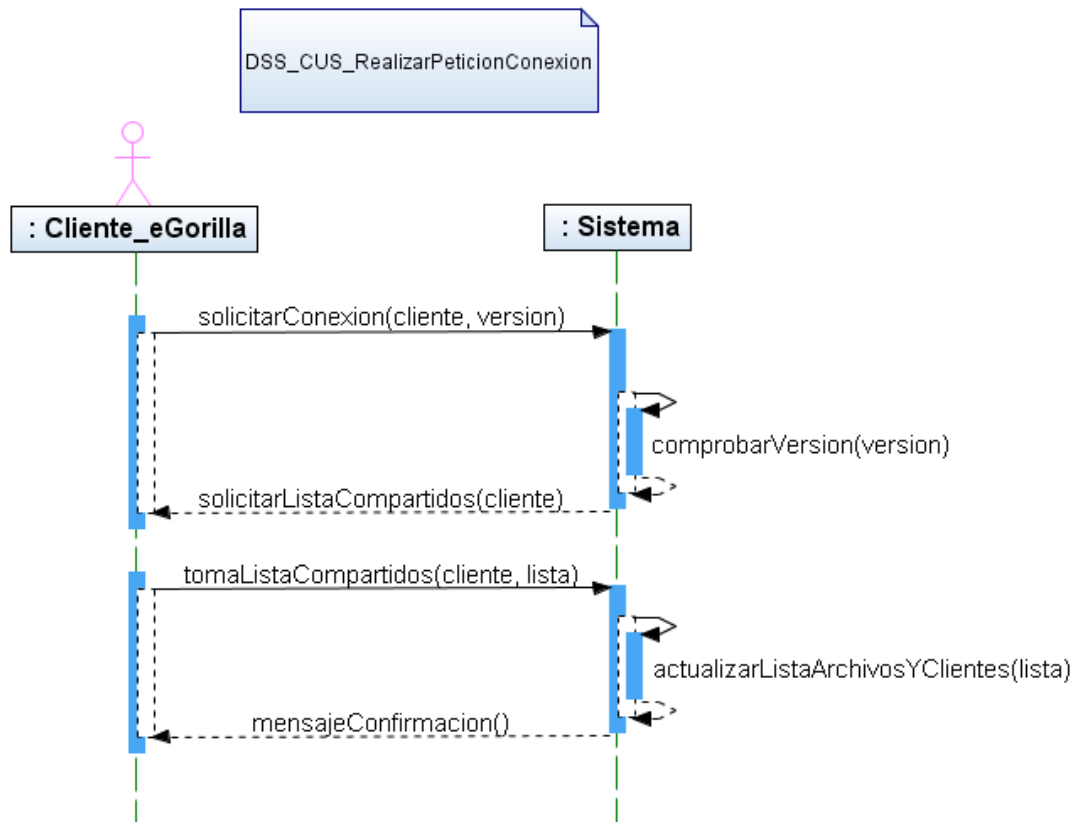 DSS_CUS_RealizarPeticionConexion
: Cliente_eGorilla
: Sistema
solicitarConexion(cliente, version)
comprobarVersion(version)
solicitarListaCompartidos(cliente)
tomaListaCompartidos(cliente, lista)
actualizarListaArchivosYClientes(lista)
mensajeConfirmacion()